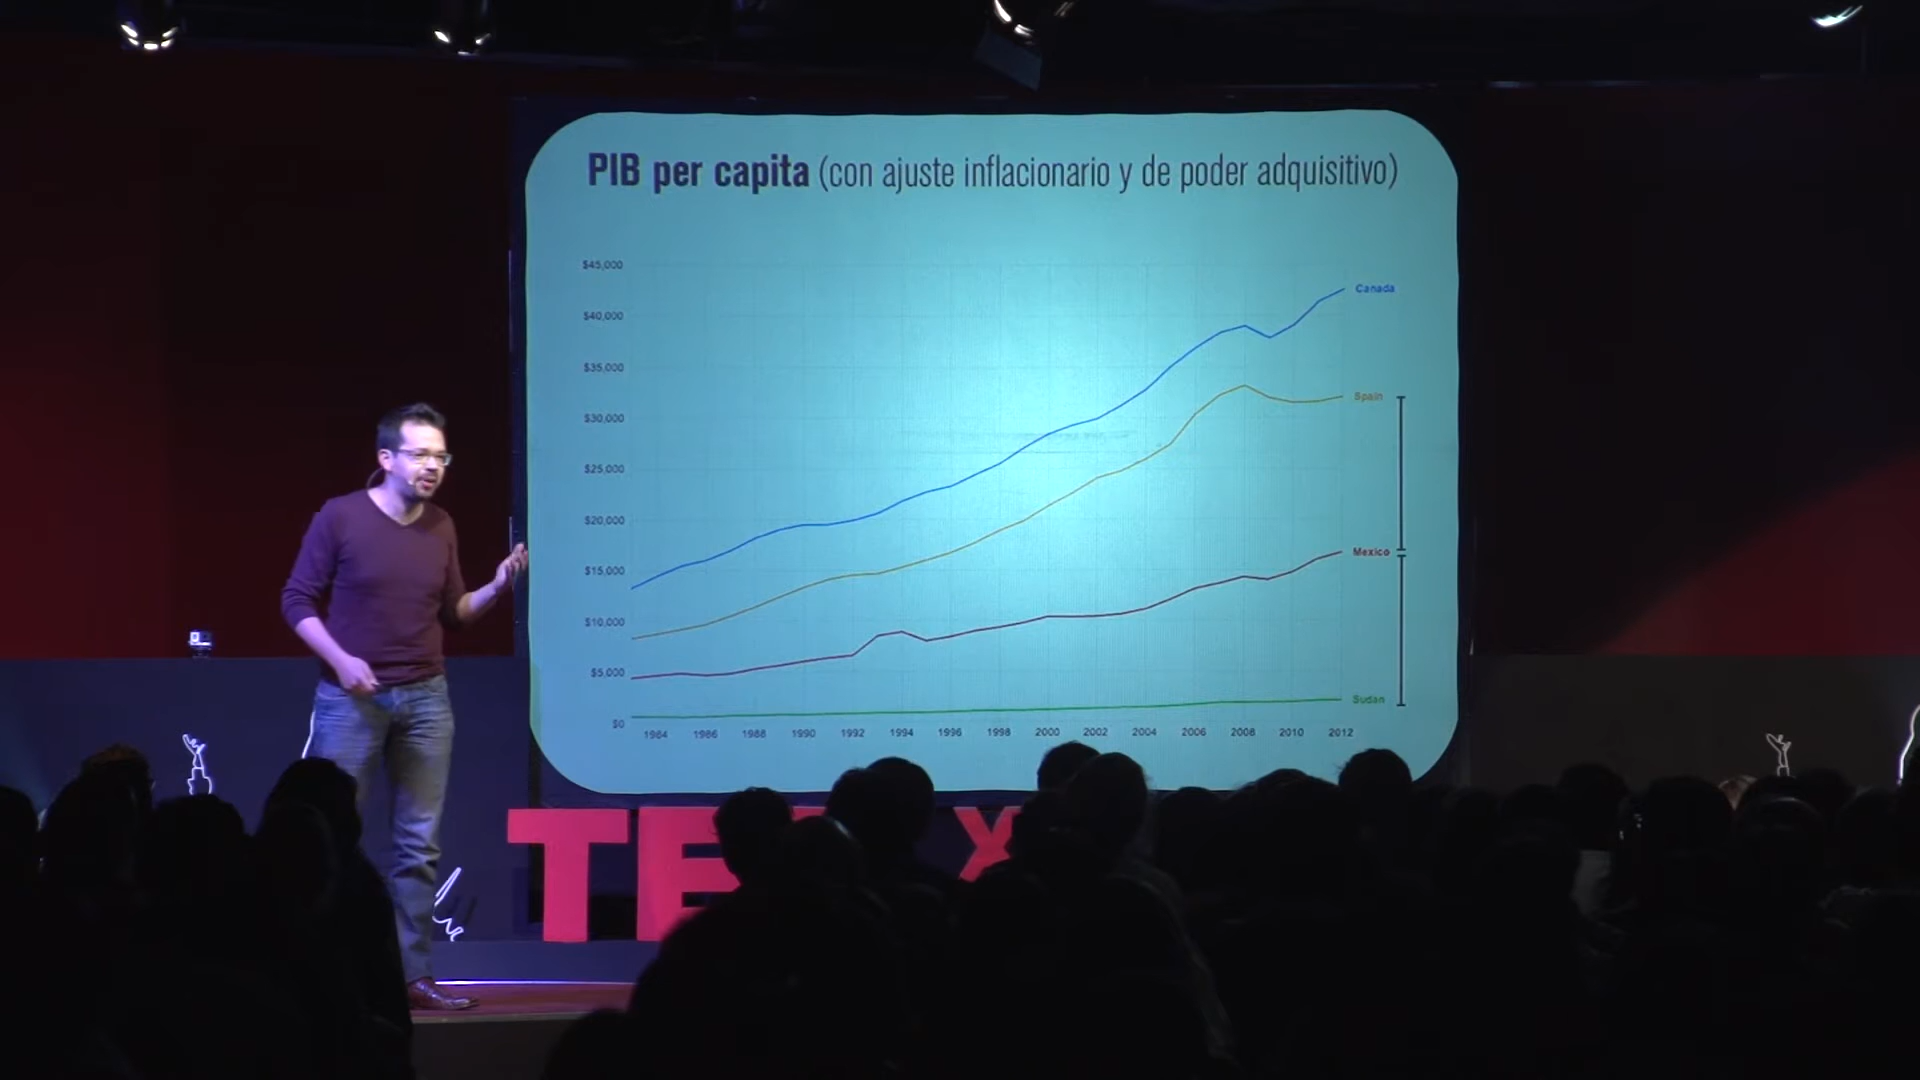 PIB per capita (con ajuste inflacionario y de poder adquisitivo)
$45,000
Canada
$40,000
$35,000
Spain
$30,000
$25,000
$20,000
Mexico
$15,000
$10,000
$5,000
Sudan
$0
1984 1986 1988 1990 1992 1994 1996 1998 2000 2002 2004 2006 2008 2010 2012
TE x